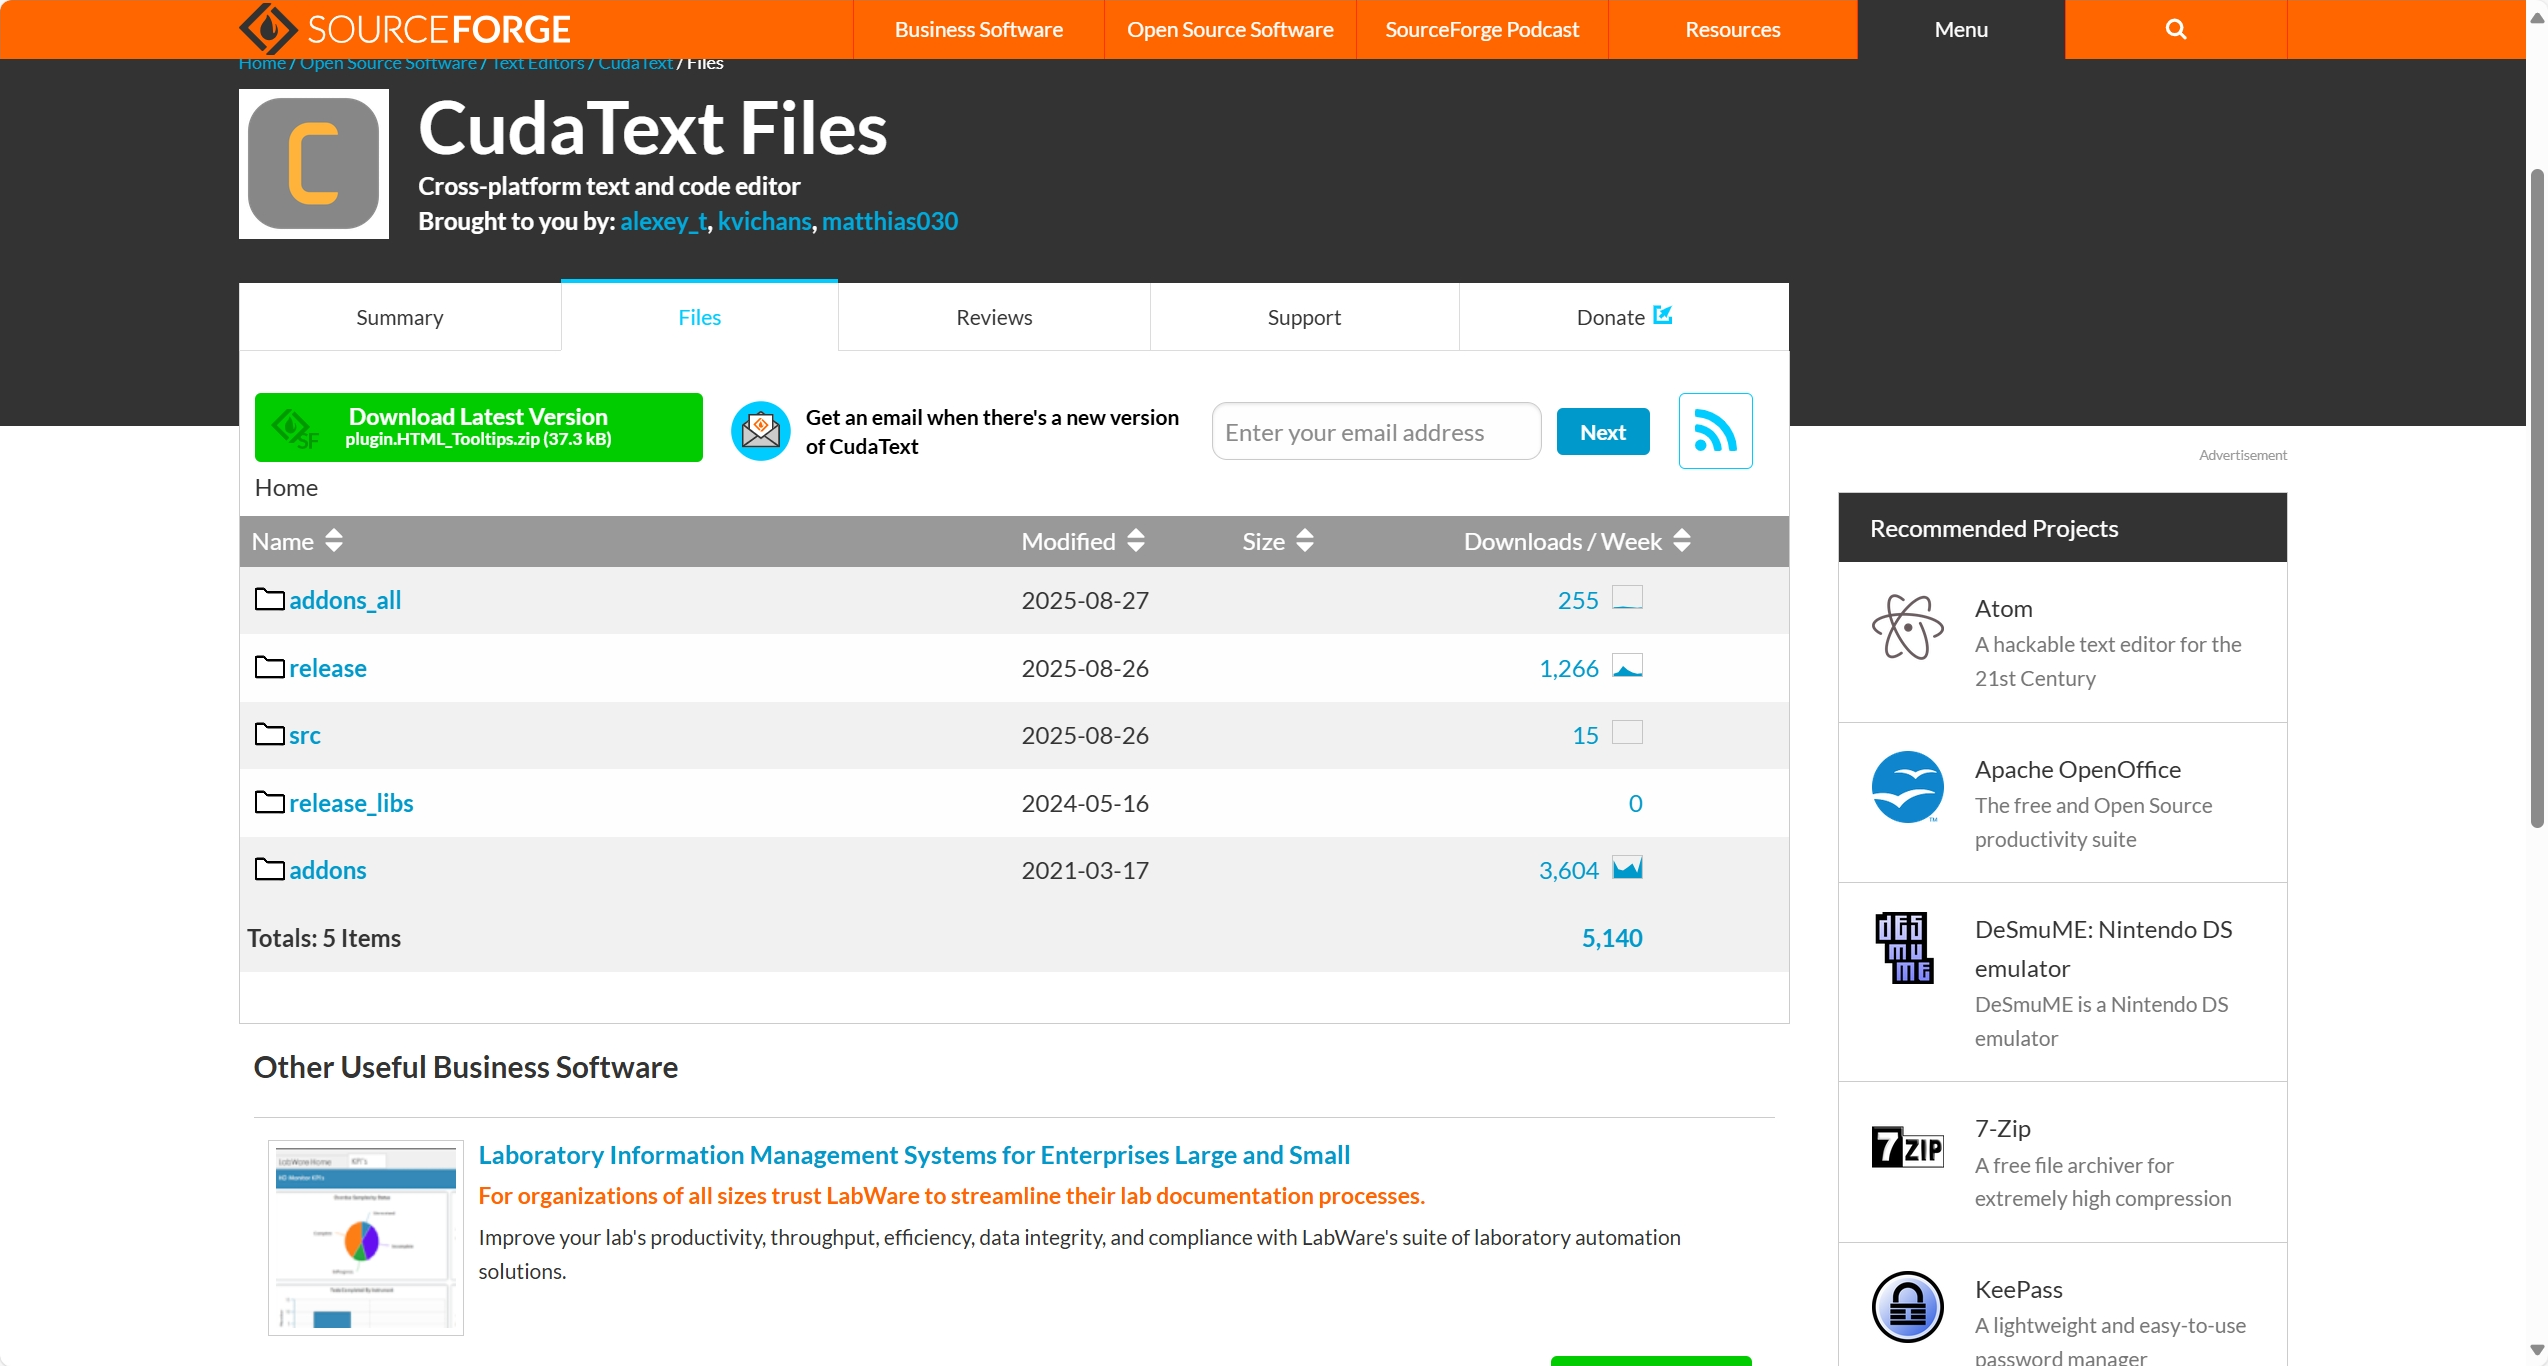 SOURCEFORGE
Business Software
Open Source Software
SourceForge Podcast
Resources
Menu
Home / Open Source Software / Text Editors / CudaText / Files
CudaText Files
Cross-platform text and code editor
Brought to you by: alexey_t, kvichans, matthias030
Summary
Files
Reviews
Support
Donate
SF
Download Latest Version
plugin.HTML_Tooltips.zip (37.3 kB)
Get an email when there's a new version
of CudaText
Enter your email address
Next
Home
Name Modified Size Downloads / Week
addons_all 2025-08-27 255
release 2025-08-26 1,266
src 2025-08-26 15
release_libs 2024-05-16 0
addons 2021-03-17 3,604
Totals: 5 Items 5,140
Other Useful Business Software
LabWare Home KPI's
Laboratory Information Management Systems for Enterprises Large and Small
For organizations of all sizes trust LabWare to streamline their lab documentation processes.
Improve your lab's productivity, throughput, efficiency, data integrity, and compliance with LabWare's suite of laboratory automation
solutions.
Advertisement
Recommended Projects
Atom
A hackable text editor for the
21st Century
Apache OpenOffice
The free and Open Source
productivity suite
TM
DeSmuME: Nintendo DS
emulator
DeSmuME is a Nintendo DS
emulator
DESMUME
7-Zip
A free file archiver for
extremely high compression
7ZIP
KeePass
A lightweight and easy-to-use
password manager